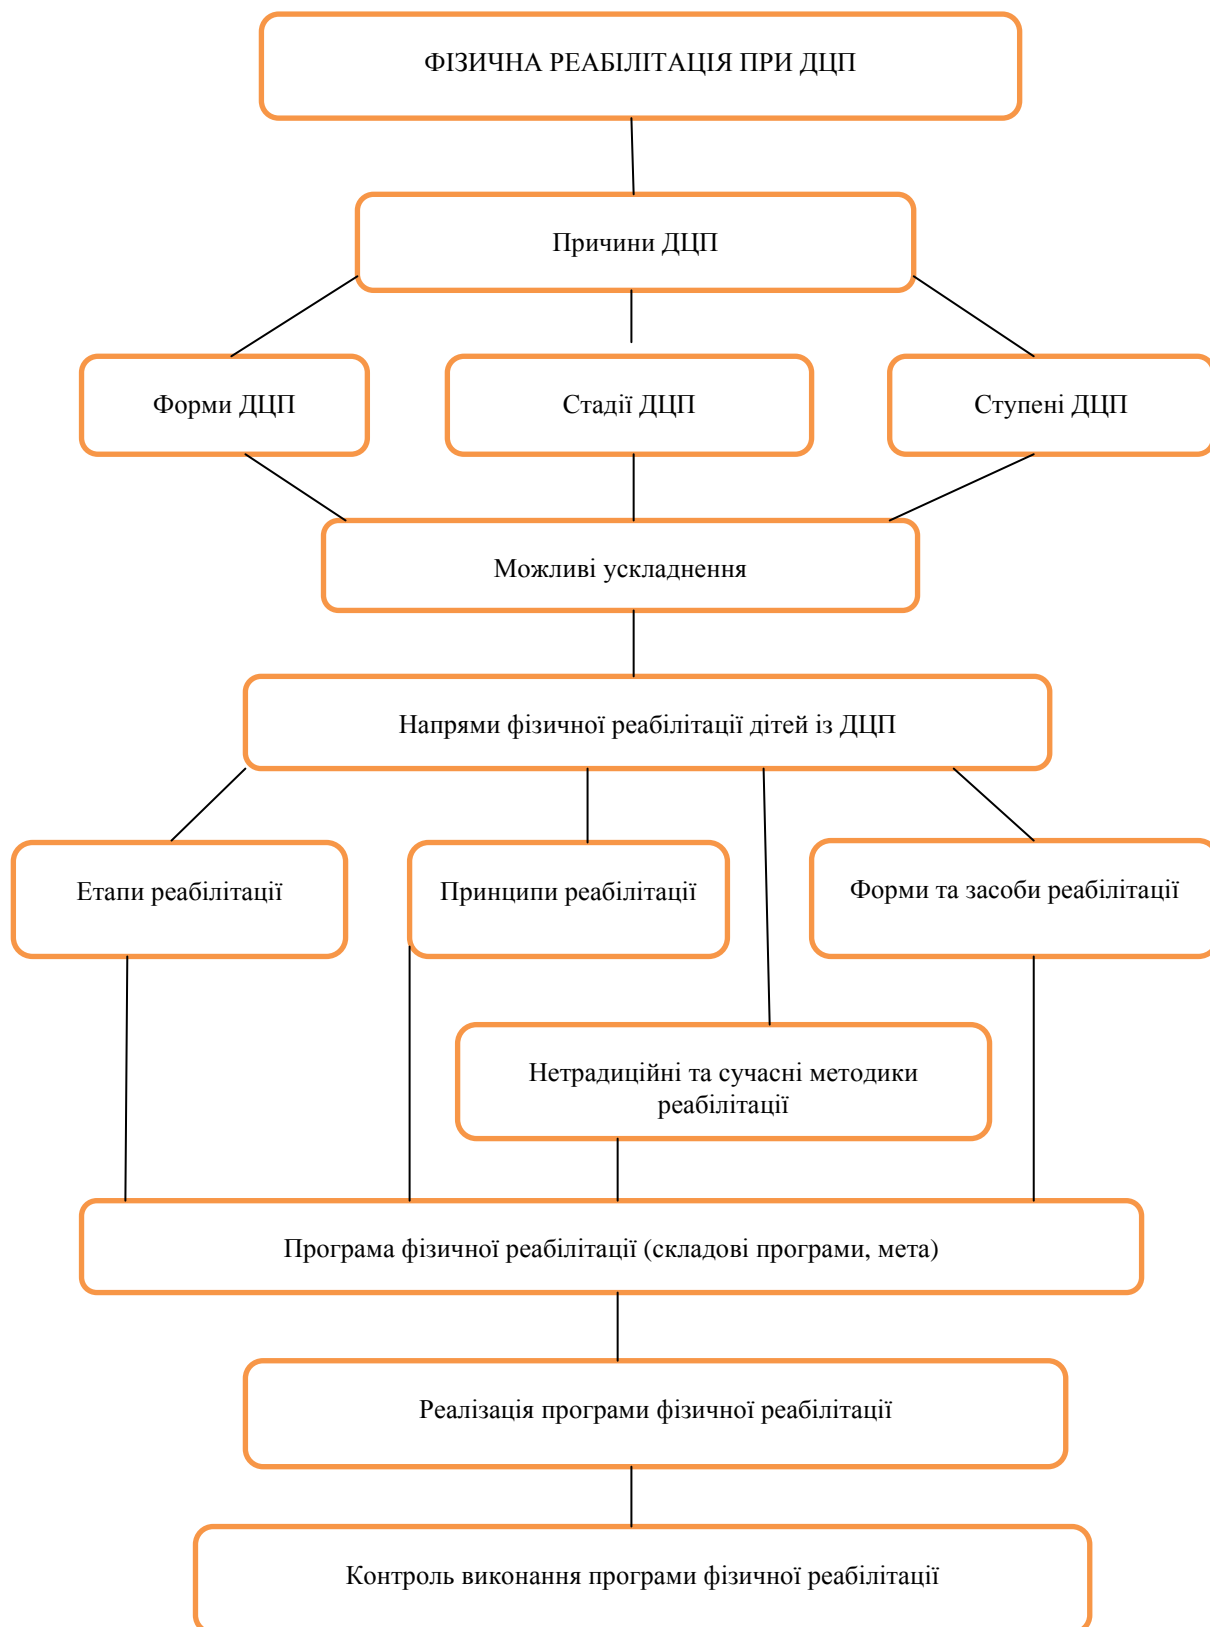 ФІЗИЧНА РЕАБІЛІТАЦІЯ ПРИ ДЦП
Причини ДЦП
Форми ДЦП
Стадії ДЦП
Ступені ДЦП
Можливі ускладнення
Напрями фізичної реабілітації дітей із ДЦП
Етапи реабілітації
Принципи реабілітації
Форми та засоби реабілітації
Нетрадиційні та сучасні методики
реабілітації
Програма фізичної реабілітації (складові програми, мета)
Реалізація програми фізичної реабілітації
Контроль виконання програми фізичної реабілітації